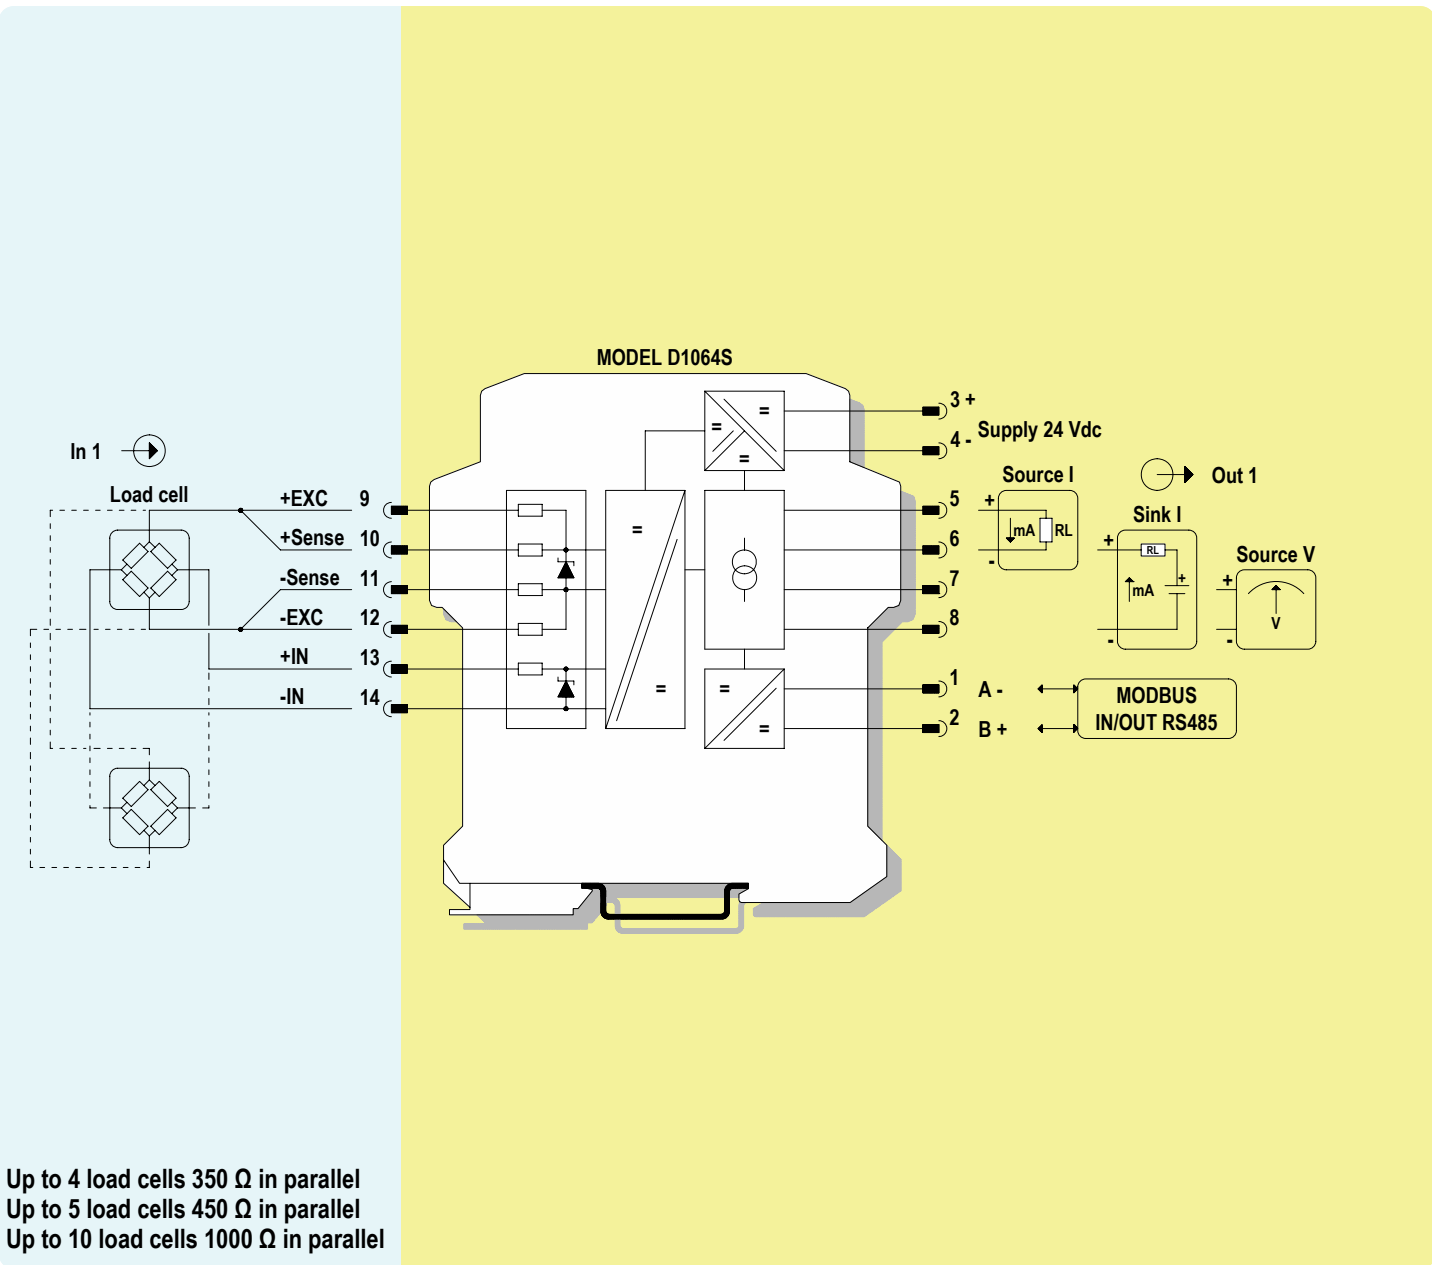 MODEL D1064S
In 1
Load cell
+EXC 9
+Sense 10
-Sense 11
-EXC 12
+IN 13
-IN 14
= = =
= =
= =
3 +
4 - Supply 24 Vdc
5
6
7
8
1 A -
2 B +
Source I
+ mA RL -
Out 1
Sink I
+ RL mA + -
Source V
+ V -
MODBUS
IN/OUT RS485
Up to 4 load cells 350 Ω in parallel
Up to 5 load cells 450 Ω in parallel
Up to 10 load cells 1000 Ω in parallel